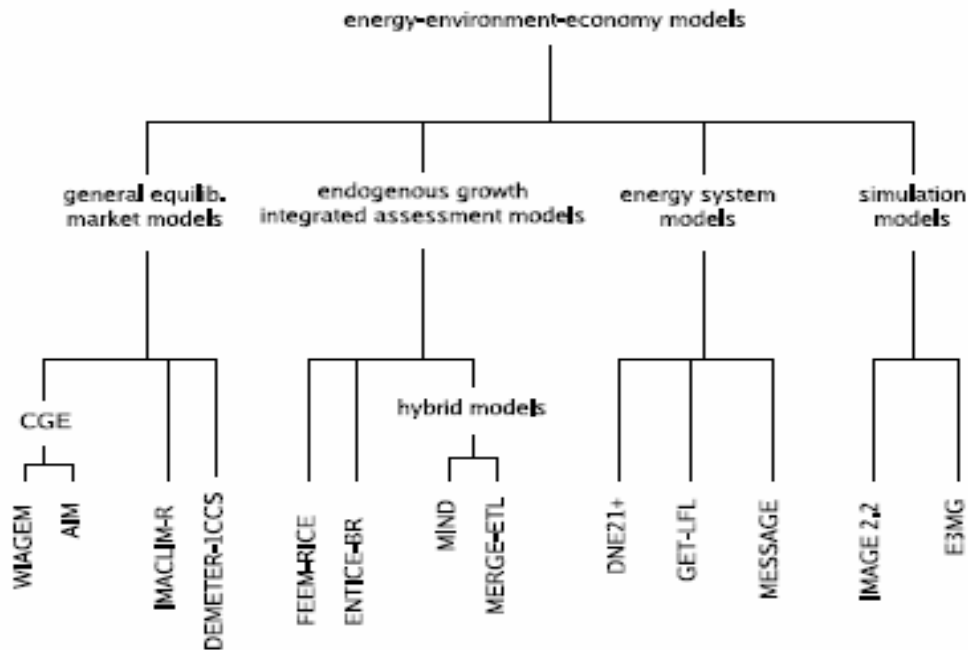 energy-environment-economy models
general equilib.
market models
endogenous growth
integrated assessment models
energy system
models
simulation
models
CGE
hybrid models
WIAGEM
AIM
IMACLIM-R
DEMETER-1CCS
FEEM-RICE
ENTICE-BR
MIND
MERGE-ETL
DNE21+
GET-LFL
MESSAGE
IMAGE 2.2
E3MG